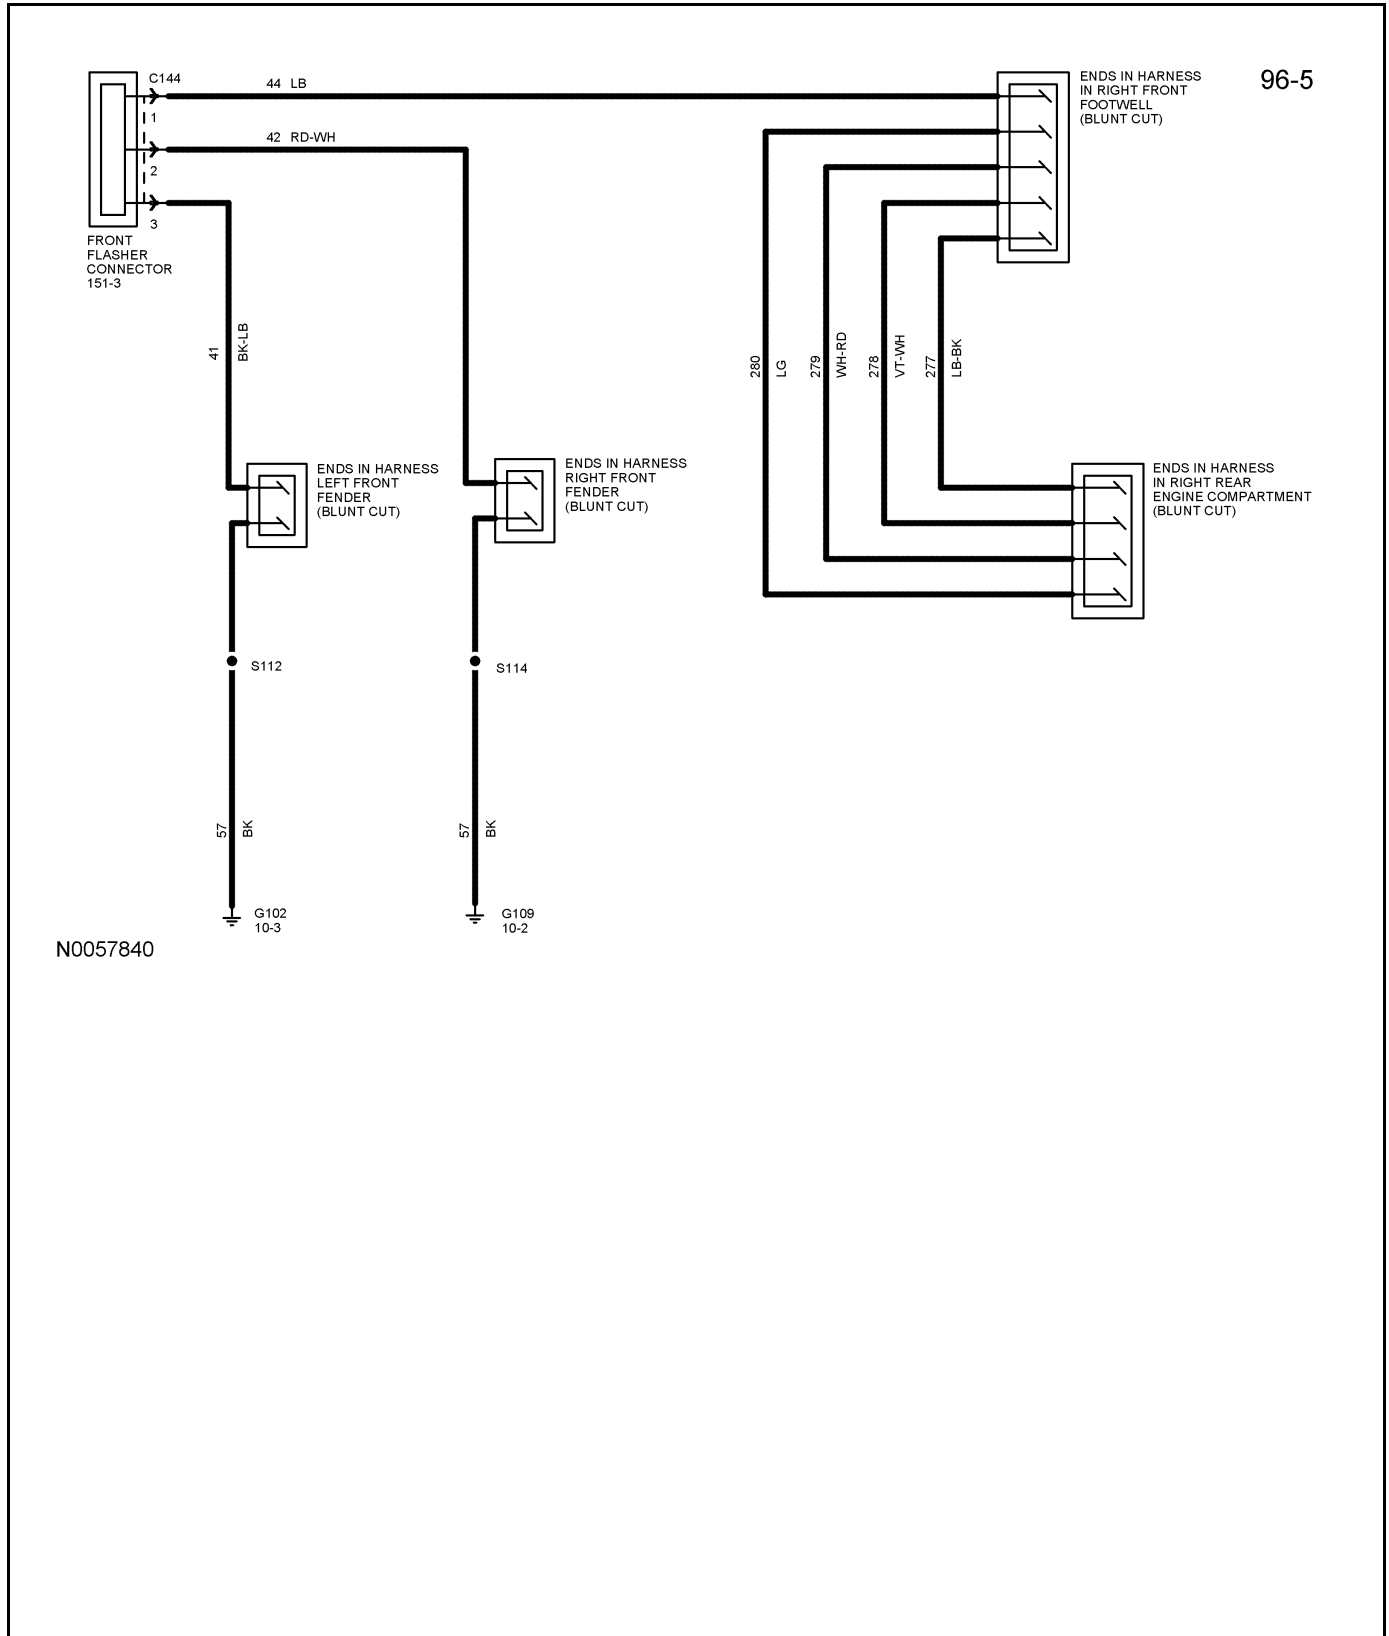 96-5
C144
44 LB
1
42 RD-WH
2
3
FRONT
FLASHER
CONNECTOR
151-3
ENDS IN HARNESS
IN RIGHT FRONT
FOOTWELL
(BLUNT CUT)
41
BK-LB
280
LG
279
WH-RD
278
VT-WH
277
LB-BK
ENDS IN HARNESS
LEFT FRONT
FENDER
(BLUNT CUT)
ENDS IN HARNESS
RIGHT FRONT
FENDER
(BLUNT CUT)
ENDS IN HARNESS
IN RIGHT REAR
ENGINE COMPARTMENT
(BLUNT CUT)
S112
S114
57
BK
57
BK
G102
10-3
G109
10-2
N0057840